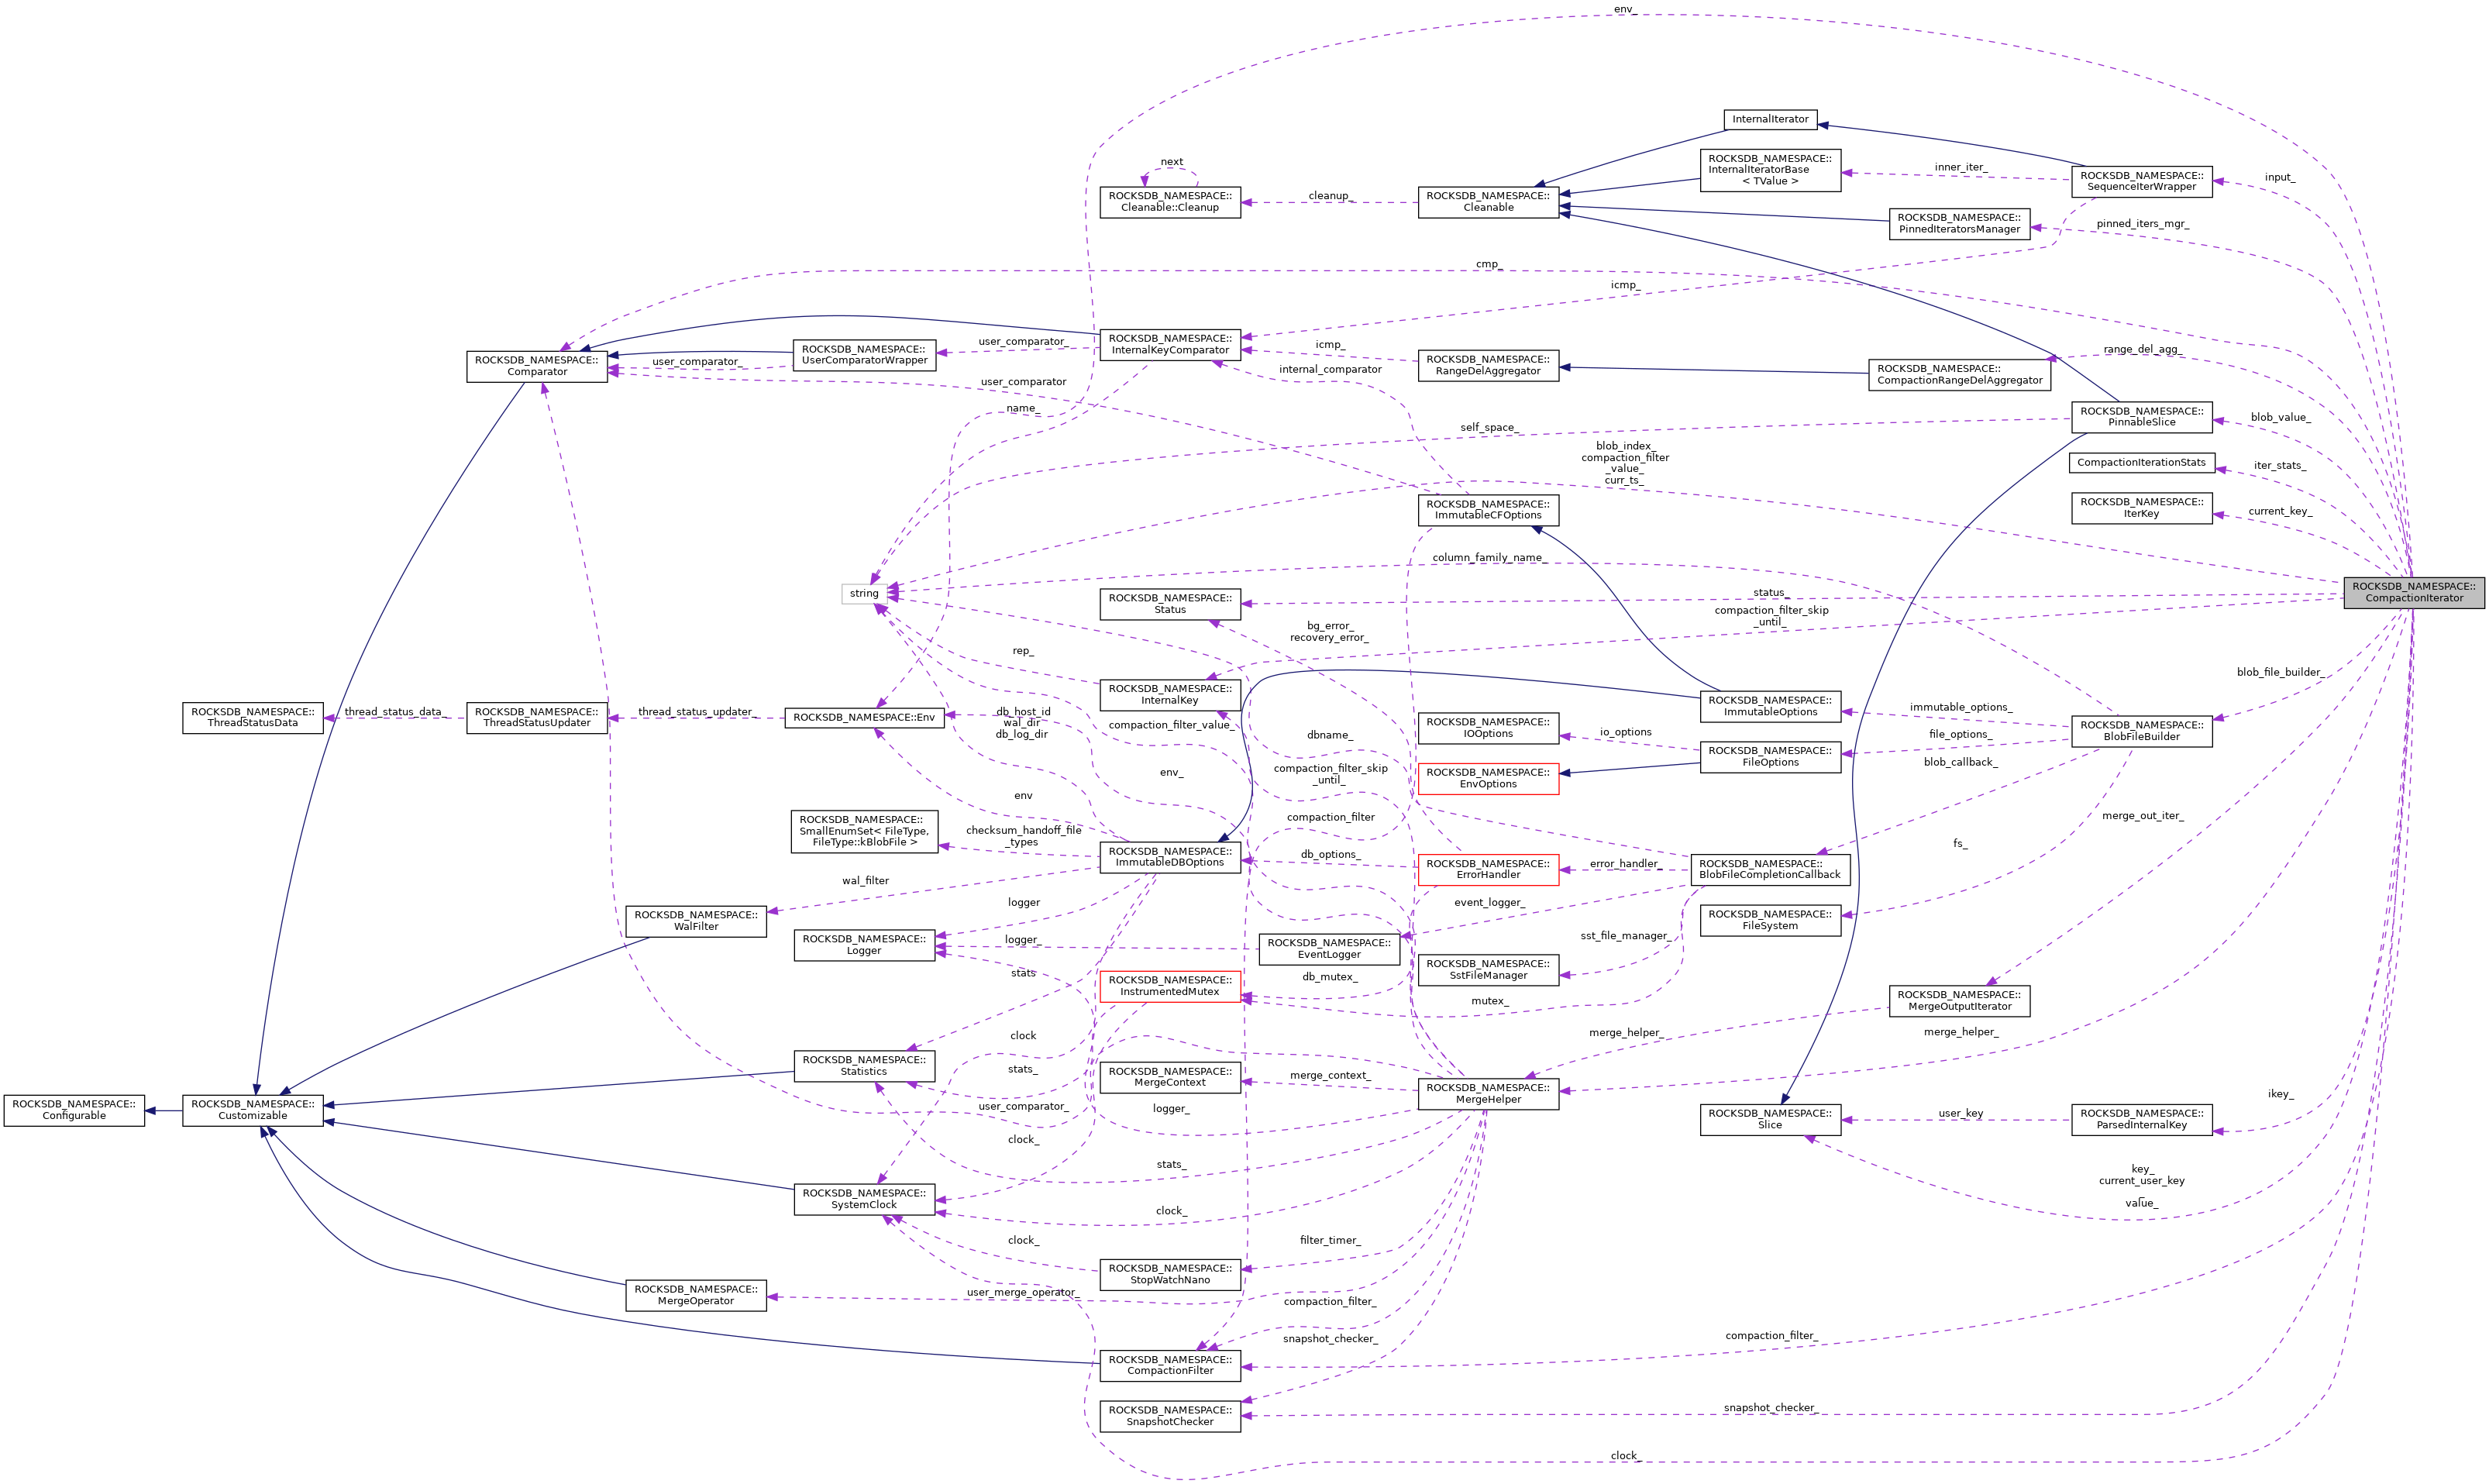 env_
InternalIterator
next
ROCKSDB_NAMESPACE::
InternalIteratorBase
< TValue >
inner_iter_
ROCKSDB_NAMESPACE::
SequenceIterWrapper
input_
ROCKSDB_NAMESPACE::
Cleanable::Cleanup
cleanup_
ROCKSDB_NAMESPACE::
Cleanable
ROCKSDB_NAMESPACE::
PinnedIteratorsManager
pinned_iters_mgr_
cmp_
icmp_
ROCKSDB_NAMESPACE::
Comparator
user_comparator_
ROCKSDB_NAMESPACE::
UserComparatorWrapper
user_comparator_
ROCKSDB_NAMESPACE::
InternalKeyComparator
icmp_
internal_comparator
ROCKSDB_NAMESPACE::
RangeDelAggregator
ROCKSDB_NAMESPACE::
CompactionRangeDelAggregator
range_del_agg_
user_comparator
name_
self_space_
ROCKSDB_NAMESPACE::
PinnableSlice
blob_value_
blob_index_
compaction_filter
_value_
curr_ts_
CompactionIterationStats
iter_stats_
ROCKSDB_NAMESPACE::
ImmutableCFOptions
ROCKSDB_NAMESPACE::
IterKey
current_key_
column_family_name_
string
ROCKSDB_NAMESPACE::
Status
status_
ROCKSDB_NAMESPACE::
CompactionIterator
compaction_filter_skip
_until_
bg_error_
recovery_error_
rep_
ROCKSDB_NAMESPACE::
InternalKey
blob_file_builder_
ROCKSDB_NAMESPACE::
ThreadStatusData
thread_status_data_
ROCKSDB_NAMESPACE::
ThreadStatusUpdater
thread_status_updater_
ROCKSDB_NAMESPACE::Env
db_host_id
wal_dir
db_log_dir
compaction_filter_value_
dbname_
ROCKSDB_NAMESPACE::
IOOptions
io_options
ROCKSDB_NAMESPACE::
ImmutableOptions
immutable_options_
ROCKSDB_NAMESPACE::
BlobFileBuilder
file_options_
ROCKSDB_NAMESPACE::
FileOptions
blob_callback_
env_
compaction_filter_skip
_until_
ROCKSDB_NAMESPACE::
EnvOptions
env
compaction_filter
merge_out_iter_
ROCKSDB_NAMESPACE::
SmallEnumSet< FileType,
FileType::kBlobFile >
checksum_handoff_file
_types
ROCKSDB_NAMESPACE::
ImmutableDBOptions
db_options_
ROCKSDB_NAMESPACE::
ErrorHandler
error_handler_
ROCKSDB_NAMESPACE::
BlobFileCompletionCallback
fs_
wal_filter
logger
event_logger_
ROCKSDB_NAMESPACE::
WalFilter
ROCKSDB_NAMESPACE::
Logger
logger_
ROCKSDB_NAMESPACE::
EventLogger
sst_file_manager_
ROCKSDB_NAMESPACE::
FileSystem
stats
ROCKSDB_NAMESPACE::
InstrumentedMutex
db_mutex_
ROCKSDB_NAMESPACE::
SstFileManager
mutex_
ROCKSDB_NAMESPACE::
MergeOutputIterator
clock
merge_helper_
merge_helper_
ROCKSDB_NAMESPACE::
Statistics
stats_
ROCKSDB_NAMESPACE::
MergeContext
merge_context_
ROCKSDB_NAMESPACE::
MergeHelper
ikey_
ROCKSDB_NAMESPACE::
Configurable
ROCKSDB_NAMESPACE::
Customizable
user_comparator_
logger_
ROCKSDB_NAMESPACE::
Slice
user_key
ROCKSDB_NAMESPACE::
ParsedInternalKey
clock_
stats_
key_
current_user_key
_
value_
ROCKSDB_NAMESPACE::
SystemClock
clock_
clock_
filter_timer_
ROCKSDB_NAMESPACE::
StopWatchNano
ROCKSDB_NAMESPACE::
MergeOperator
user_merge_operator_
compaction_filter_
snapshot_checker_
compaction_filter_
ROCKSDB_NAMESPACE::
CompactionFilter
ROCKSDB_NAMESPACE::
SnapshotChecker
snapshot_checker_
clock_